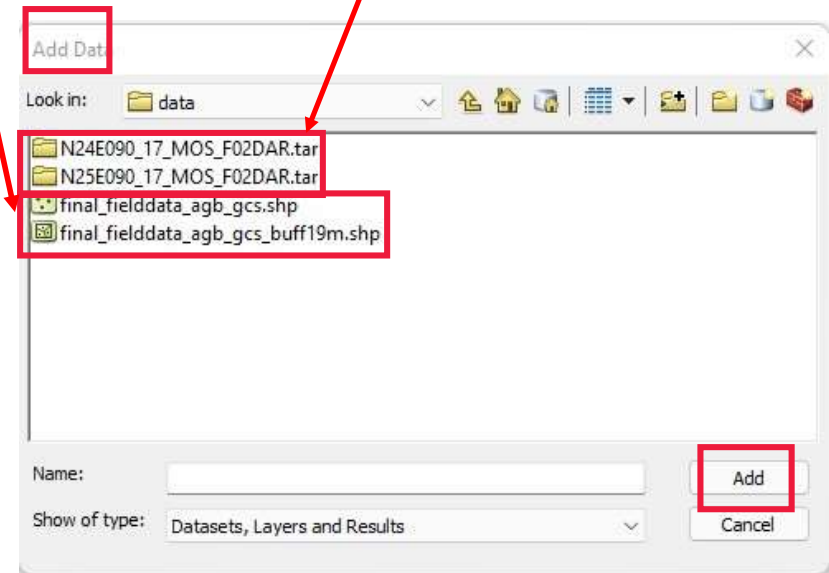 Add Data
Look in: data
N24E090_17_MOS_F02DAR.tar
N25E090_17_MOS_F02DAR.tar
final_fielddata_agb_gcs.shp
final_fielddata_agb_gcs_buff19m.shp
Name:
Add
Show of type: Datasets, Layers and Results
Cancel